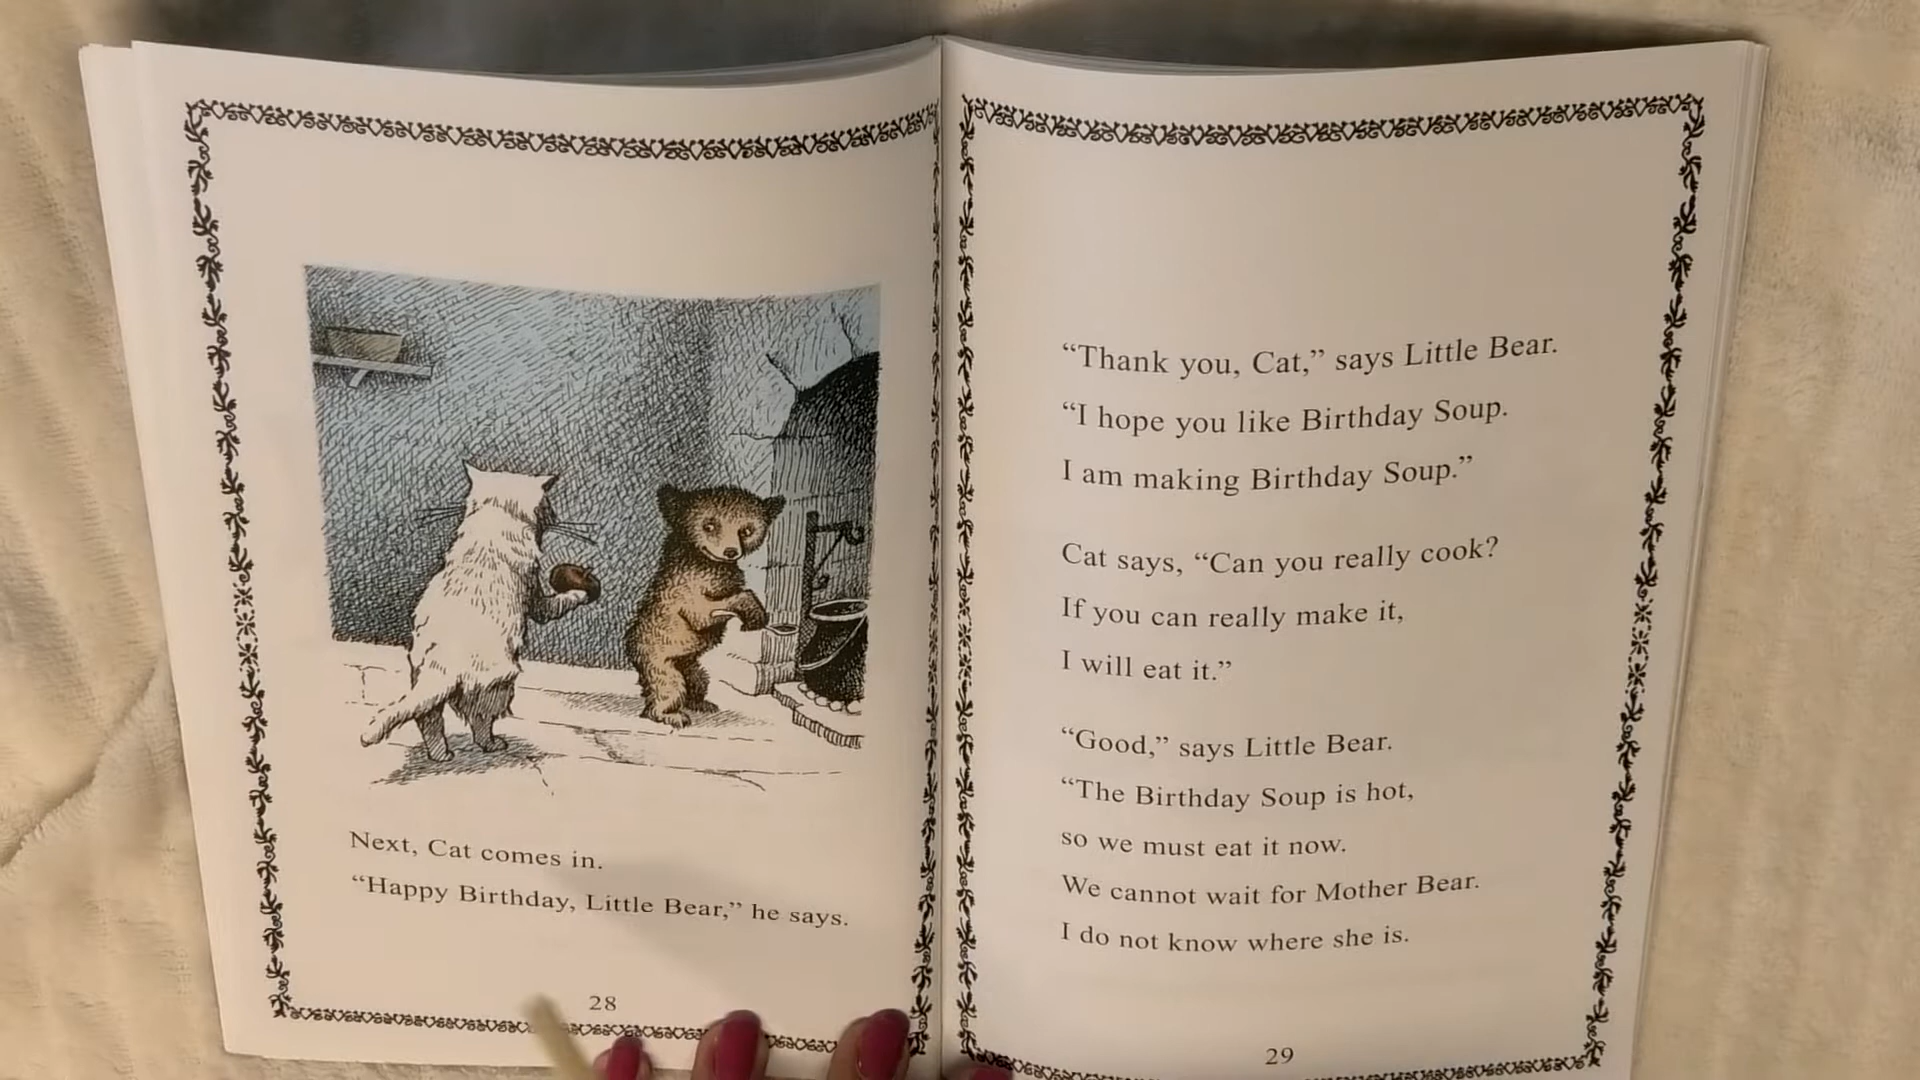 Next, Cat comes in.
“Happy Birthday, Little Bear,” he says.
28
“Thank you, Cat,” says Little Bear.
“I hope you like Birthday Soup.
I am making Birthday Soup.”
Cat says, “Can you really cook?
If you can really make it,
I will eat it.”
“Good,” says Little Bear.
“The Birthday Soup is hot,
so we must eat it now.
We cannot wait for Mother Bear.
I do not know where she is.
29